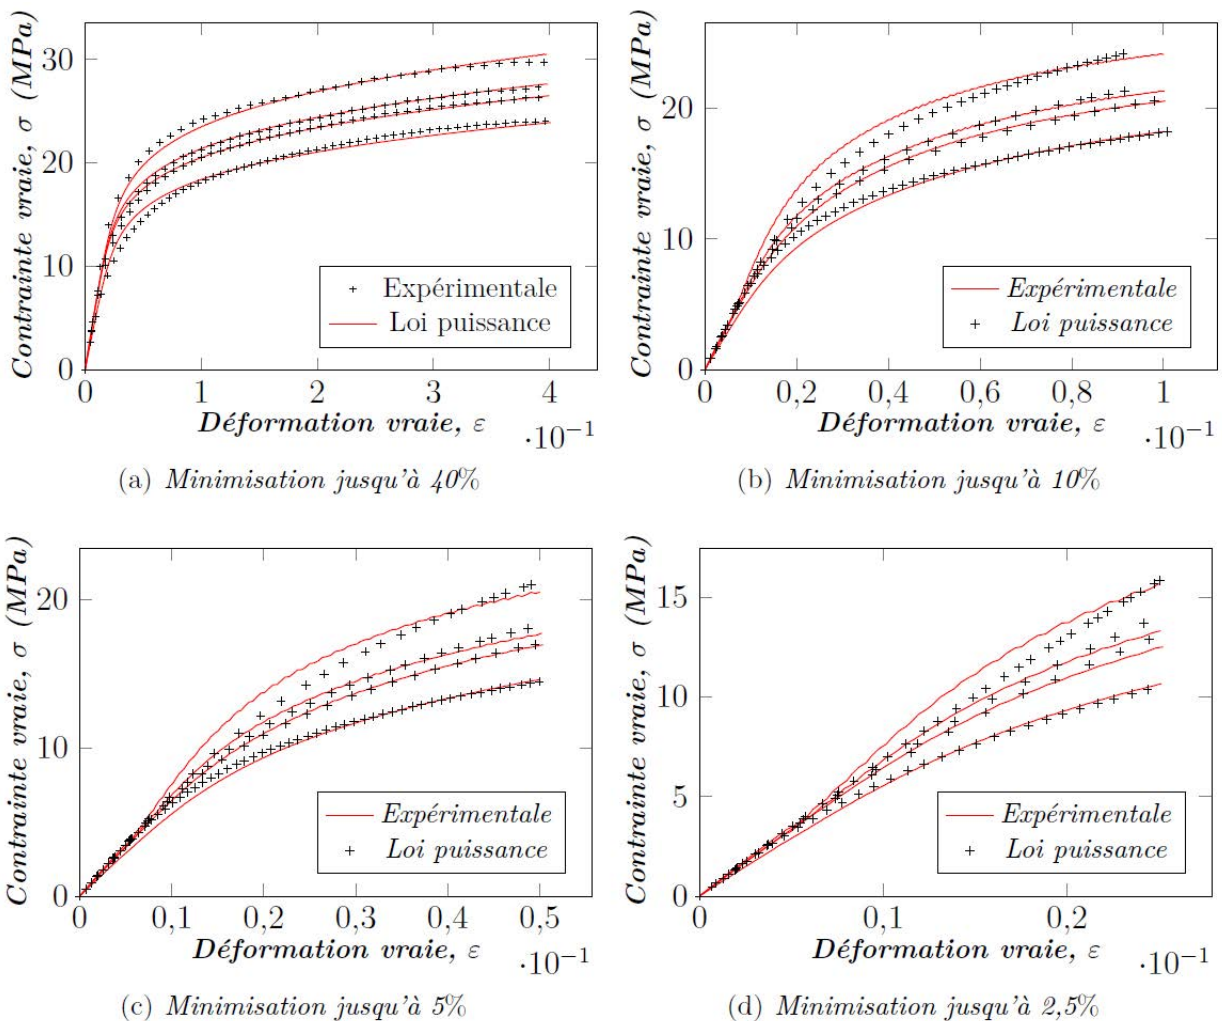 Contrainte vraie, σ (MPa)
30
20
10
0
0
1
2
3
4
Déformation vraie, ε
·10⁻¹
Expérimentale
Loi puissance
(a) Minimisation jusqu'à 40%
Contrainte vraie, σ (MPa)
20
10
0
0
0,2
0,4
0,6
0,8
1
Déformation vraie, ε
·10⁻¹
Expérimentale
Loi puissance
(b) Minimisation jusqu'à 10%
Contrainte vraie, σ (MPa)
20
10
0
0
0,1
0,2
0,3
0,4
0,5
Déformation vraie, ε
·10⁻¹
Expérimentale
Loi puissance
(c) Minimisation jusqu'à 5%
Contrainte vraie, σ (MPa)
15
10
5
0
0
0,1
0,2
Déformation vraie, ε
·10⁻¹
Expérimentale
Loi puissance
(d) Minimisation jusqu'à 2,5%